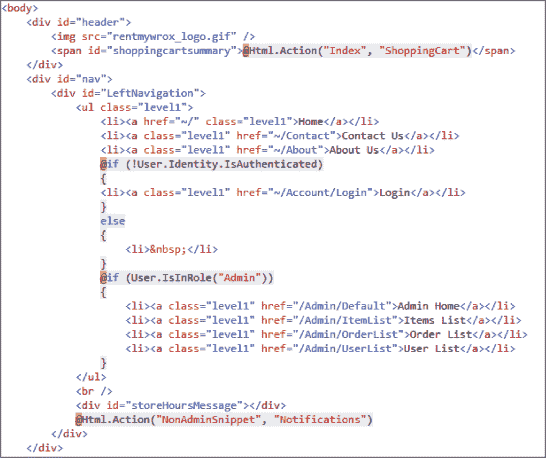 <body>
    <div id="header">
        <img src="rentmywrox_logo.gif" />
        <span id="shoppingcartsummary">@Html.Action("Index", "ShoppingCart")</span>
    </div>
    <div id="nav">
        <div id="LeftNavigation">
            <ul class="level1">
                <li><a href="~/" class="level1">Home</a></li>
                <li><a class="level1" href="~/Contact">Contact Us</a></li>
                <li><a class="level1" href="~/About">About Us</a></li>
                @if (!User.Identity.IsAuthenticated)
                {
                <li><a class="level1" href="~/Account/Login">Login</a></li>
                }
                else
                {
                    <li>&nbsp;</li>
                }
                @if (User.IsInRole("Admin"))
                {
                    <li><a class="level1" href="/Admin/Default">Admin Home</a></li>
                    <li><a class="level1" href="/Admin/ItemList">Items List</a></li>
                    <li><a class="level1" href="/Admin/OrderList">Order List</a></li>
                    <li><a class="level1" href="/Admin/UserList">User List</a></li>
                }
            </ul>
            <br />
            <div id="storeHoursMessage"></div>
            @Html.Action("NonAdminSnippet", "Notifications")
        </div>
    </div>